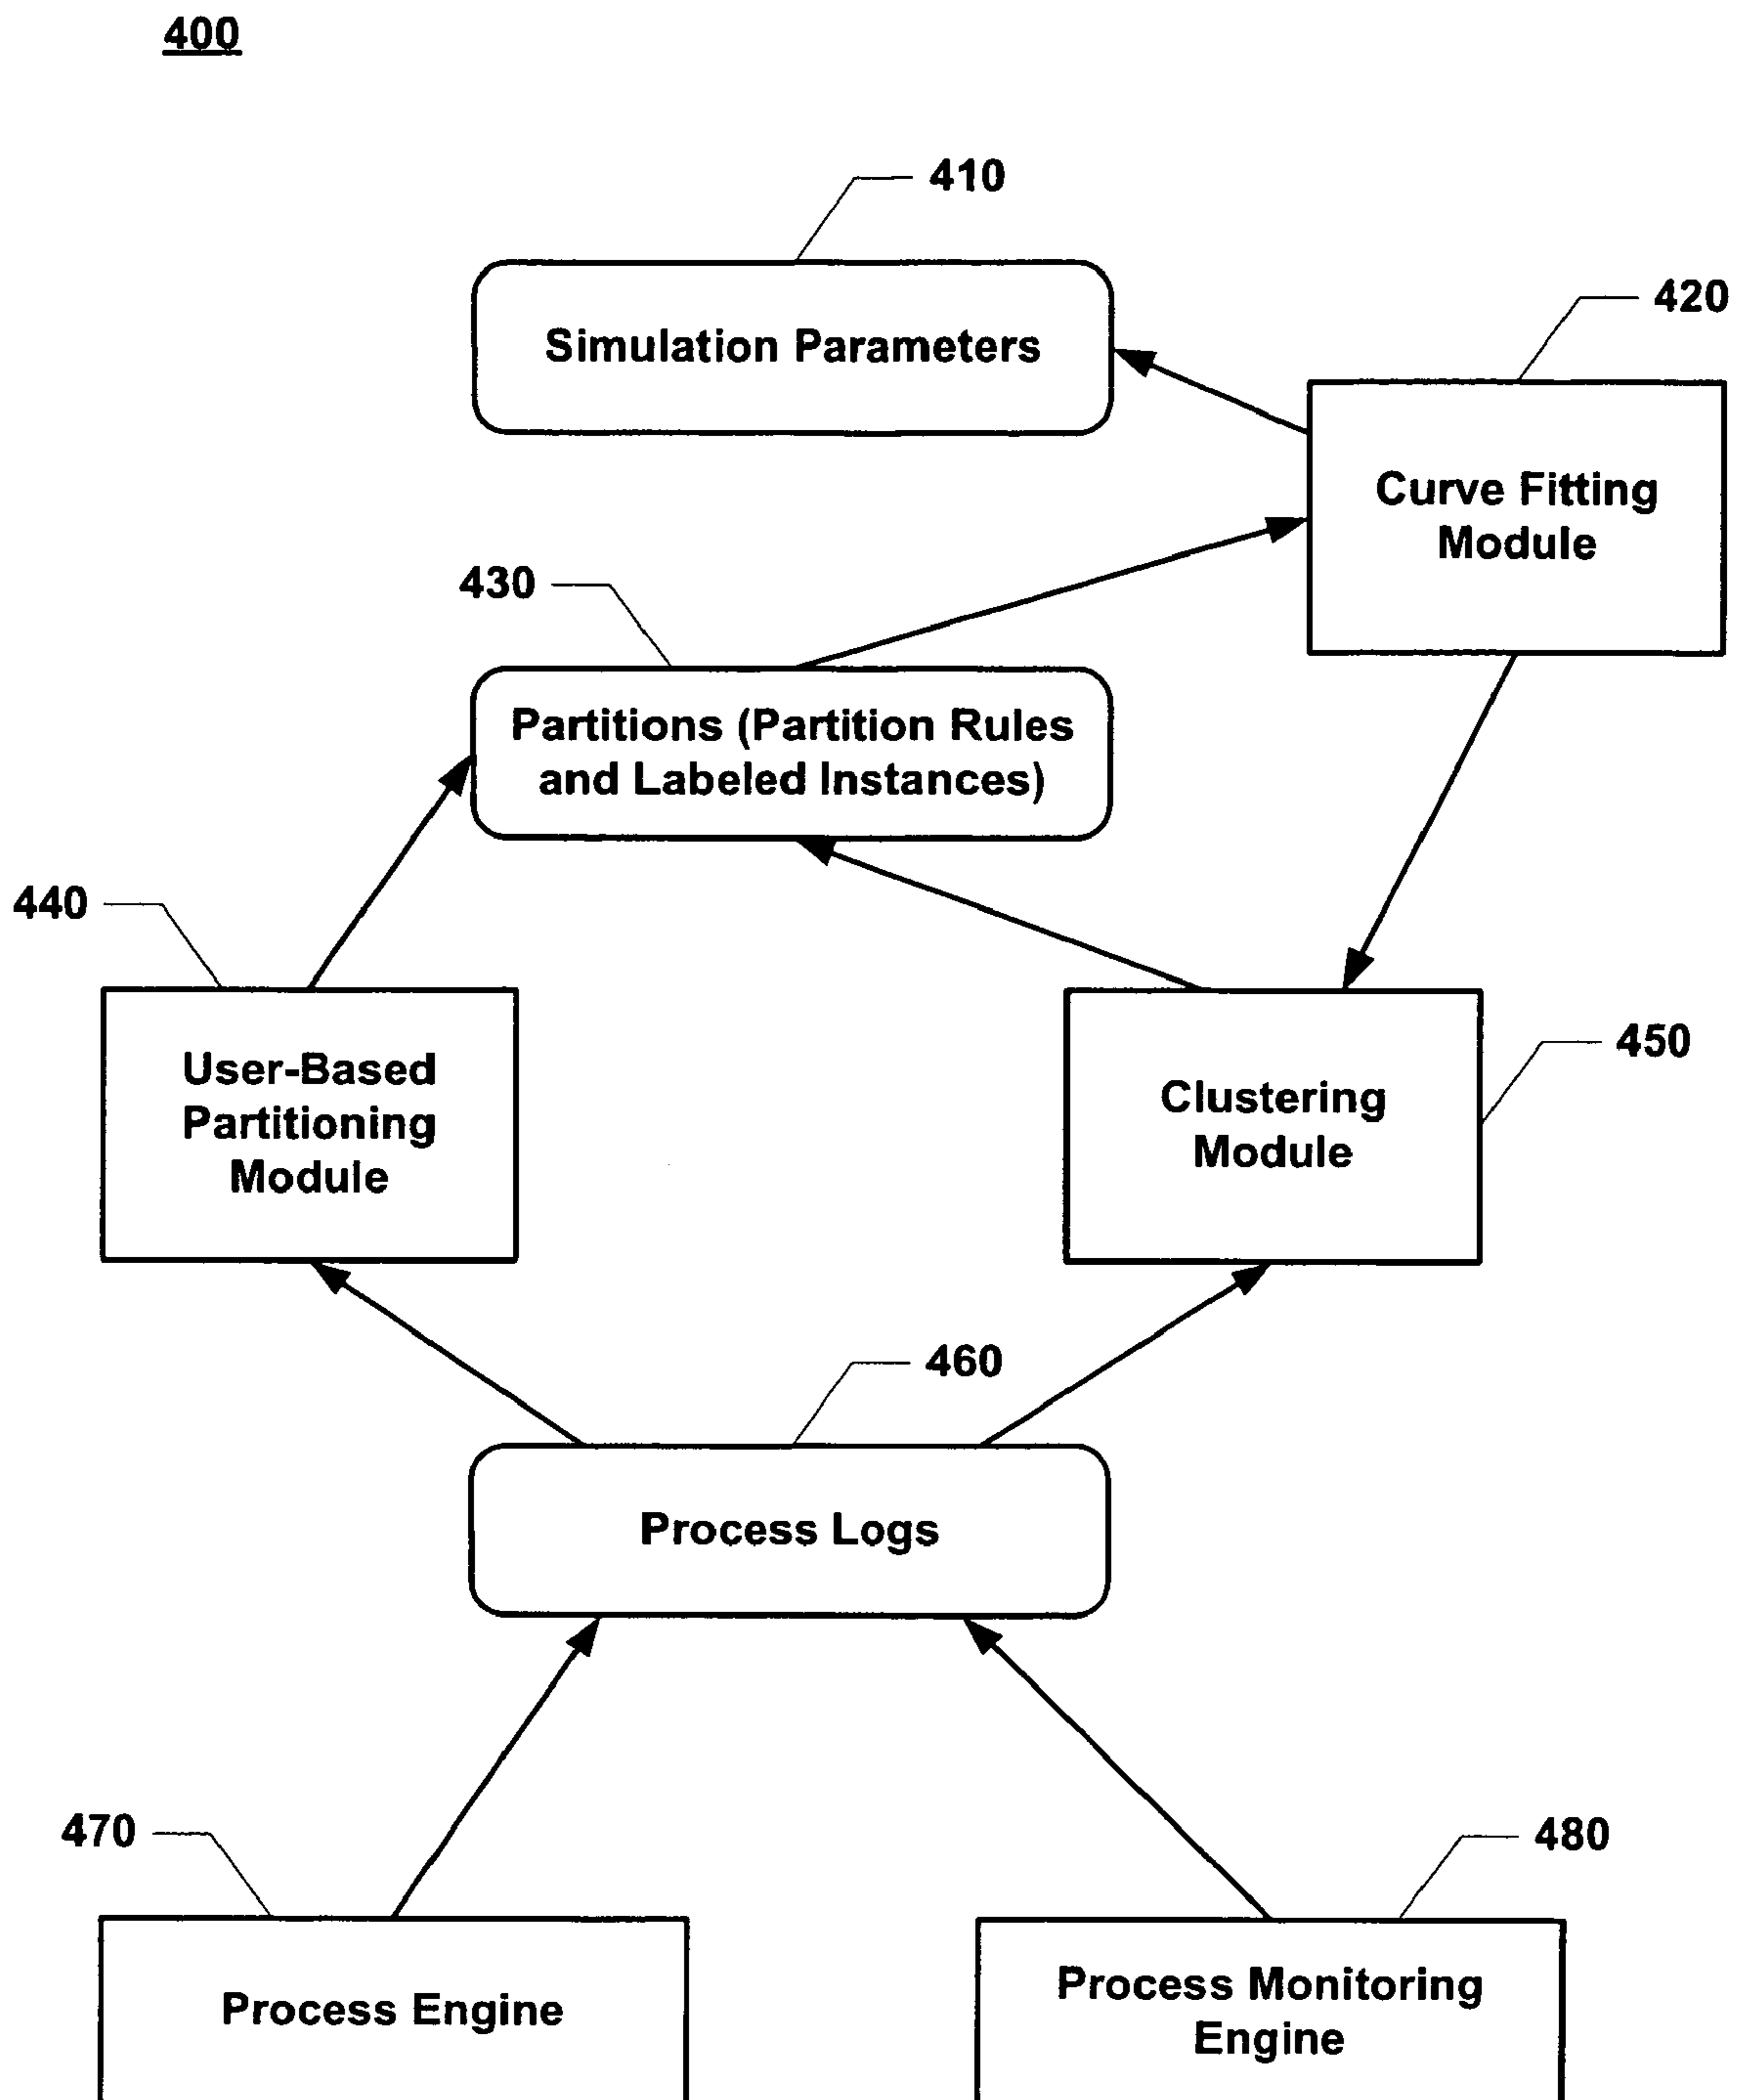 400
410
Simulation Parameters
420
Curve Fitting
Module
430
Partitions (Partition Rules
and Labeled Instances)
440
User-Based
Partitioning
Module
450
Clustering
Module
460
Process Logs
470
Process Engine
480
Process Monitoring
Engine